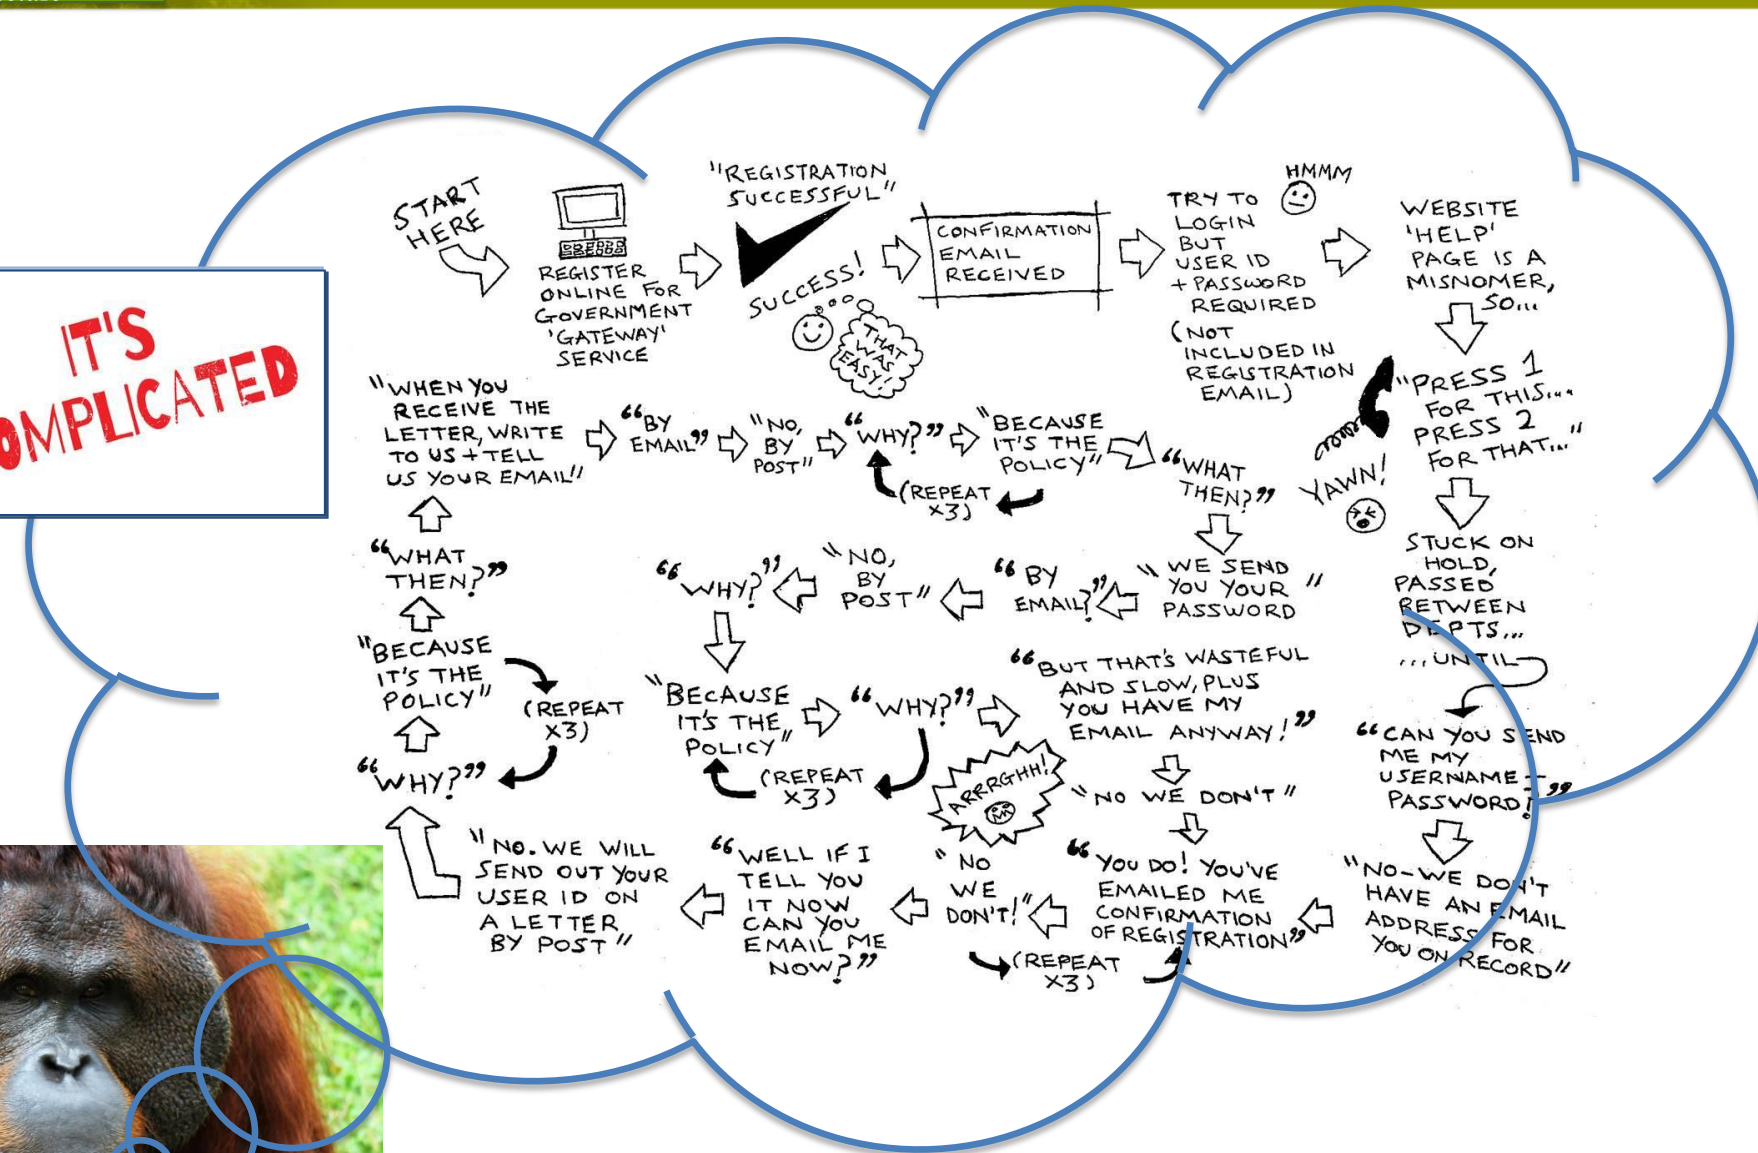 IT'S
COMPLICATED
START
HERE
REGISTER
ONLINE FOR
GOVERNMENT
'GATEWAY'
SERVICE
"REGISTRATION
SUCCESSFUL"
SUCCESS!
THAT
WAS
EASY!
CONFIRMATION
EMAIL
RECEIVED
TRY TO
LOGIN
BUT
USER ID
+ PASSWORD
REQUIRED
(NOT
INCLUDED IN
REGISTRATION
EMAIL)
HMMM
WEBSITE
'HELP'
PAGE IS A
MISNOMER,
SO...
"PRESS 1
FOR THIS...
PRESS 2
FOR THAT..."
YAWN!
STUCK ON
HOLD,
PASSED
BETWEEN
DEPTS...
...UNTIL
"CAN YOU SEND
ME MY
USERNAME +
PASSWORD?"
"NO-WE DON'T
HAVE AN EMAIL
ADDRESS FOR
YOU ON RECORD"
"YOU DO! YOU'VE
EMAILED ME
CONFIRMATION
OF REGISTRATION"
"NO
WE
DON'T!"
(REPEAT
X3)
"WELL IF I
TELL YOU
IT NOW
CAN YOU
EMAIL ME
NOW?"
"NO. WE WILL
SEND OUT YOUR
USER ID ON
A LETTER
BY POST"
"WHY?"
"BECAUSE
IT'S THE
POLICY"
(REPEAT
X3)
"WHAT
THEN?"
"WHEN YOU
RECEIVE THE
LETTER, WRITE
TO US + TELL
US YOUR EMAIL"
"BY
EMAIL"
"NO,
BY
POST"
"WHY?"
"BECAUSE
IT'S THE
POLICY"
(REPEAT
X3)
"WHAT
THEN?"
"WE SEND
YOU YOUR
PASSWORD"
"BY
EMAIL?"
"NO,
BY
POST"
"WHY?"
"BECAUSE
IT'S THE
POLICY"
"WHY?"
(REPEAT
X3)
"BUT THAT'S WASTEFUL
AND SLOW, PLUS
YOU HAVE MY
EMAIL ANYWAY!"
"NO WE DON'T"
ARRRGHH!